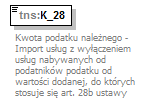 tns:K_28
Kwota podatku należnego -
Import usług z wyłączeniem
usług nabywanych od
podatników podatku od
wartości dodanej, do których
stosuje się art. 28b ustawy